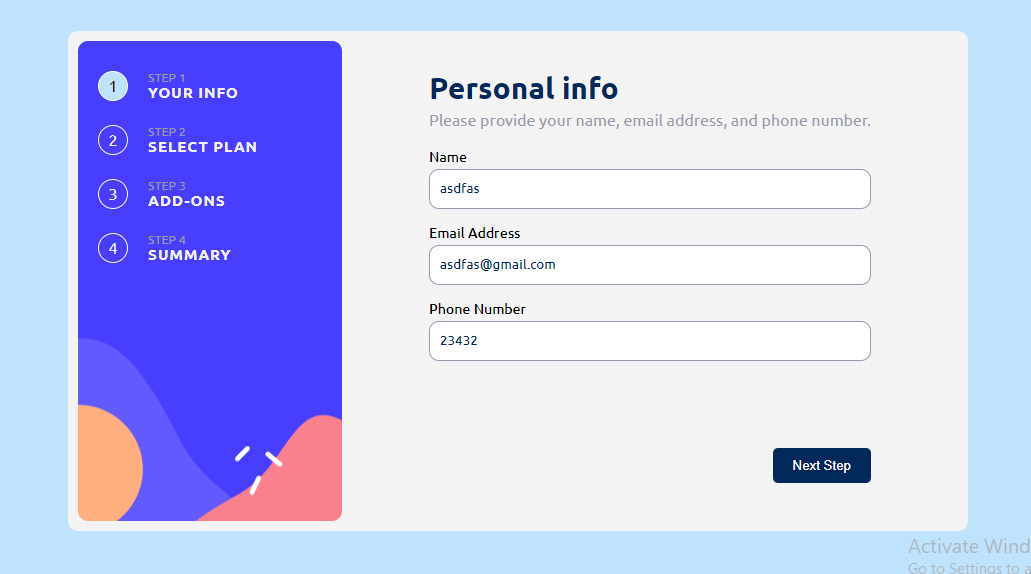 1
STEP 1
YOUR INFO
2
STEP 2
SELECT PLAN
3
STEP 3
ADD-ONS
4
STEP 4
SUMMARY
Personal info
Please provide your name, email address, and phone number.
Name
asdfas
Email Address
asdfas@gmail.com
Phone Number
23432
Next Step
Activate Wind
Go to Settings to a